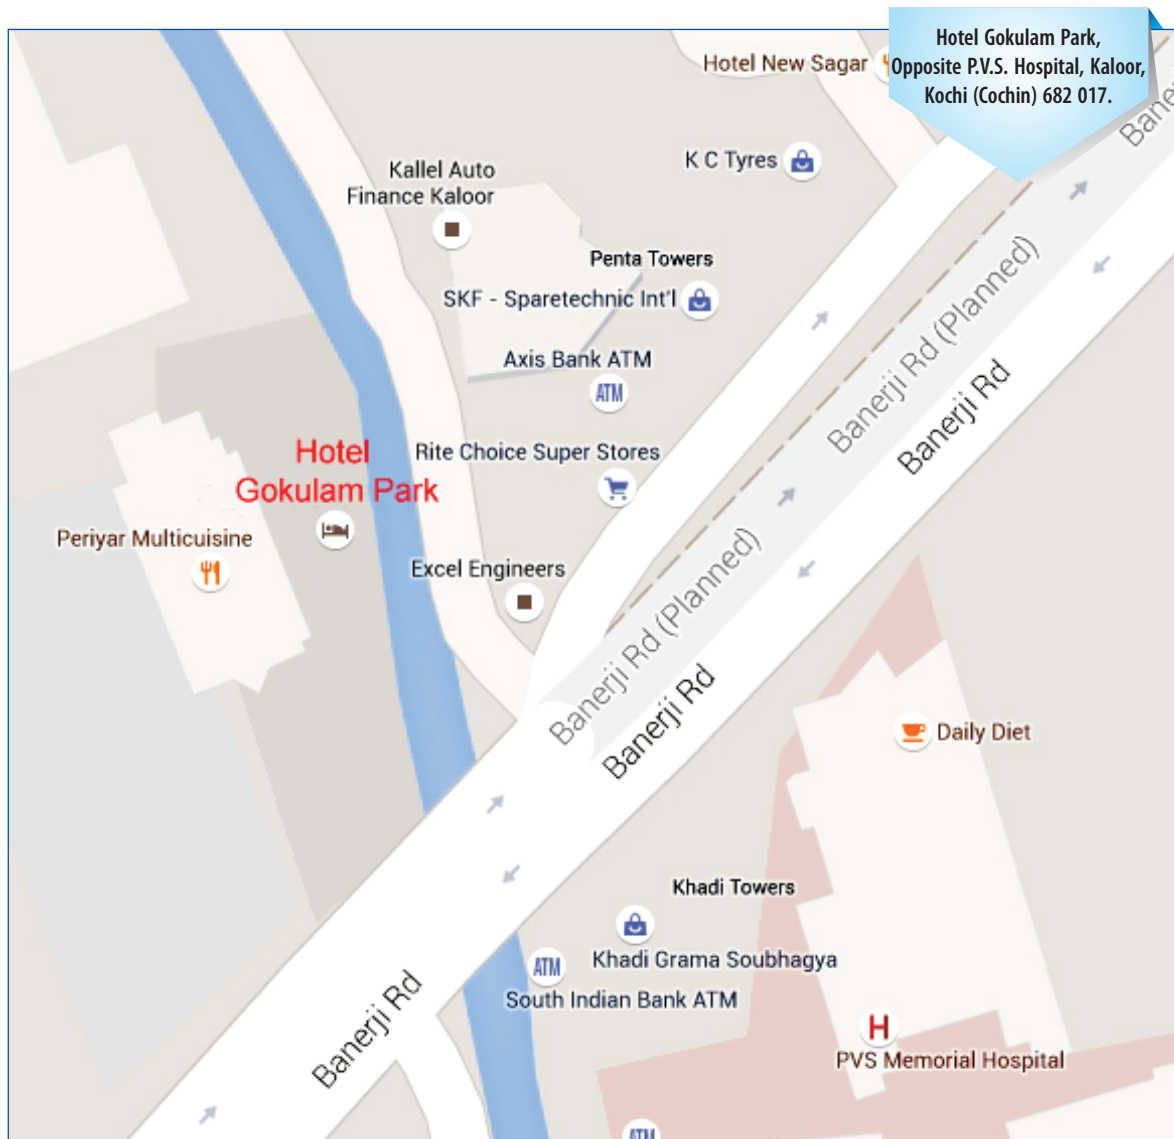 Hotel Gokulam Park,
Opposite P.V.S. Hospital, Kaloor,
Kochi (Cochin) 682 017.
Hotel New Sagar
Banerji
K C Tyres
Kallel Auto
Finance Kaloor
Penta Towers
SKF - Sparetechnic Int'l
Axis Bank ATM
ATM
Banerji Rd (Planned)
Banerji Rd
Rite Choice Super Stores
Hotel
Gokulam Park
Periyar Multicuisine
Excel Engineers
Banerji Rd (Planned)
Banerji Rd
Daily Diet
Khadi Towers
Khadi Grama Soubhagya
ATM
South Indian Bank ATM
Banerji Rd
H
PVS Memorial Hospital
ATM